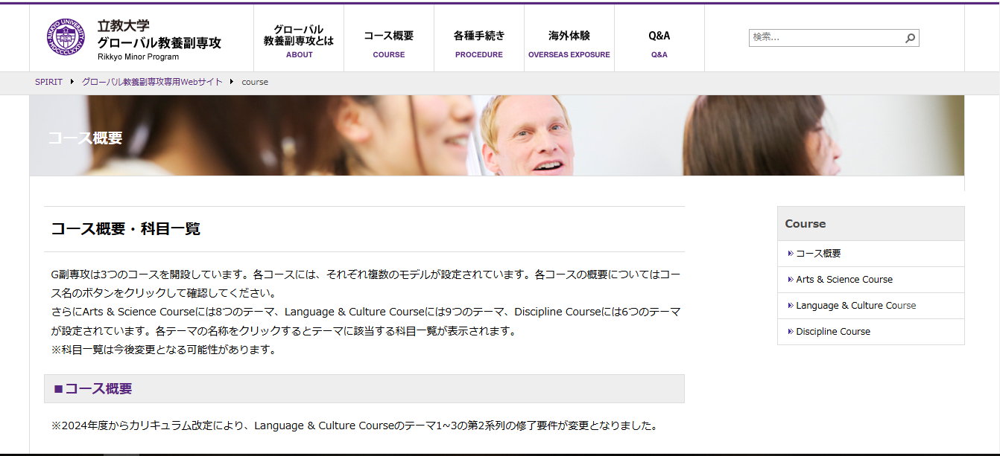 立教大学
グローバル教養副専攻
Rikkyo Minor Program
グローバル
教養副専攻とは
ABOUT
コース概要
COURSE
各種手続き
PROCEDURE
海外体験
OVERSEAS EXPOSURE
Q&A
Q&A
検索...
SPIRIT グローバル教養副専攻専用Webサイト course
コース概要
コース概要・科目一覧
G副専攻は3つのコースを開設しています。各コースには、それぞれ複数のモデルが設定されています。各コースの概要についてはコー
ス名のボタンをクリックして確認してください。
さらにArts & Science Courseには8つのテーマ、Language & Culture Courseには9つのテーマ、Discipline Courseには6つのテーマ
が設定されています。各テーマの名称をクリックするとテーマに該当する科目一覧が表示されます。
※科目一覧は今後変更となる可能性があります。
■コース概要
※2024年度からカリキュラム改定により、Language & Culture Courseのテーマ1~3の第2系列の修了要件が変更となりました。
Course
コース概要
Arts & Science Course
Language & Culture Course
Discipline Course